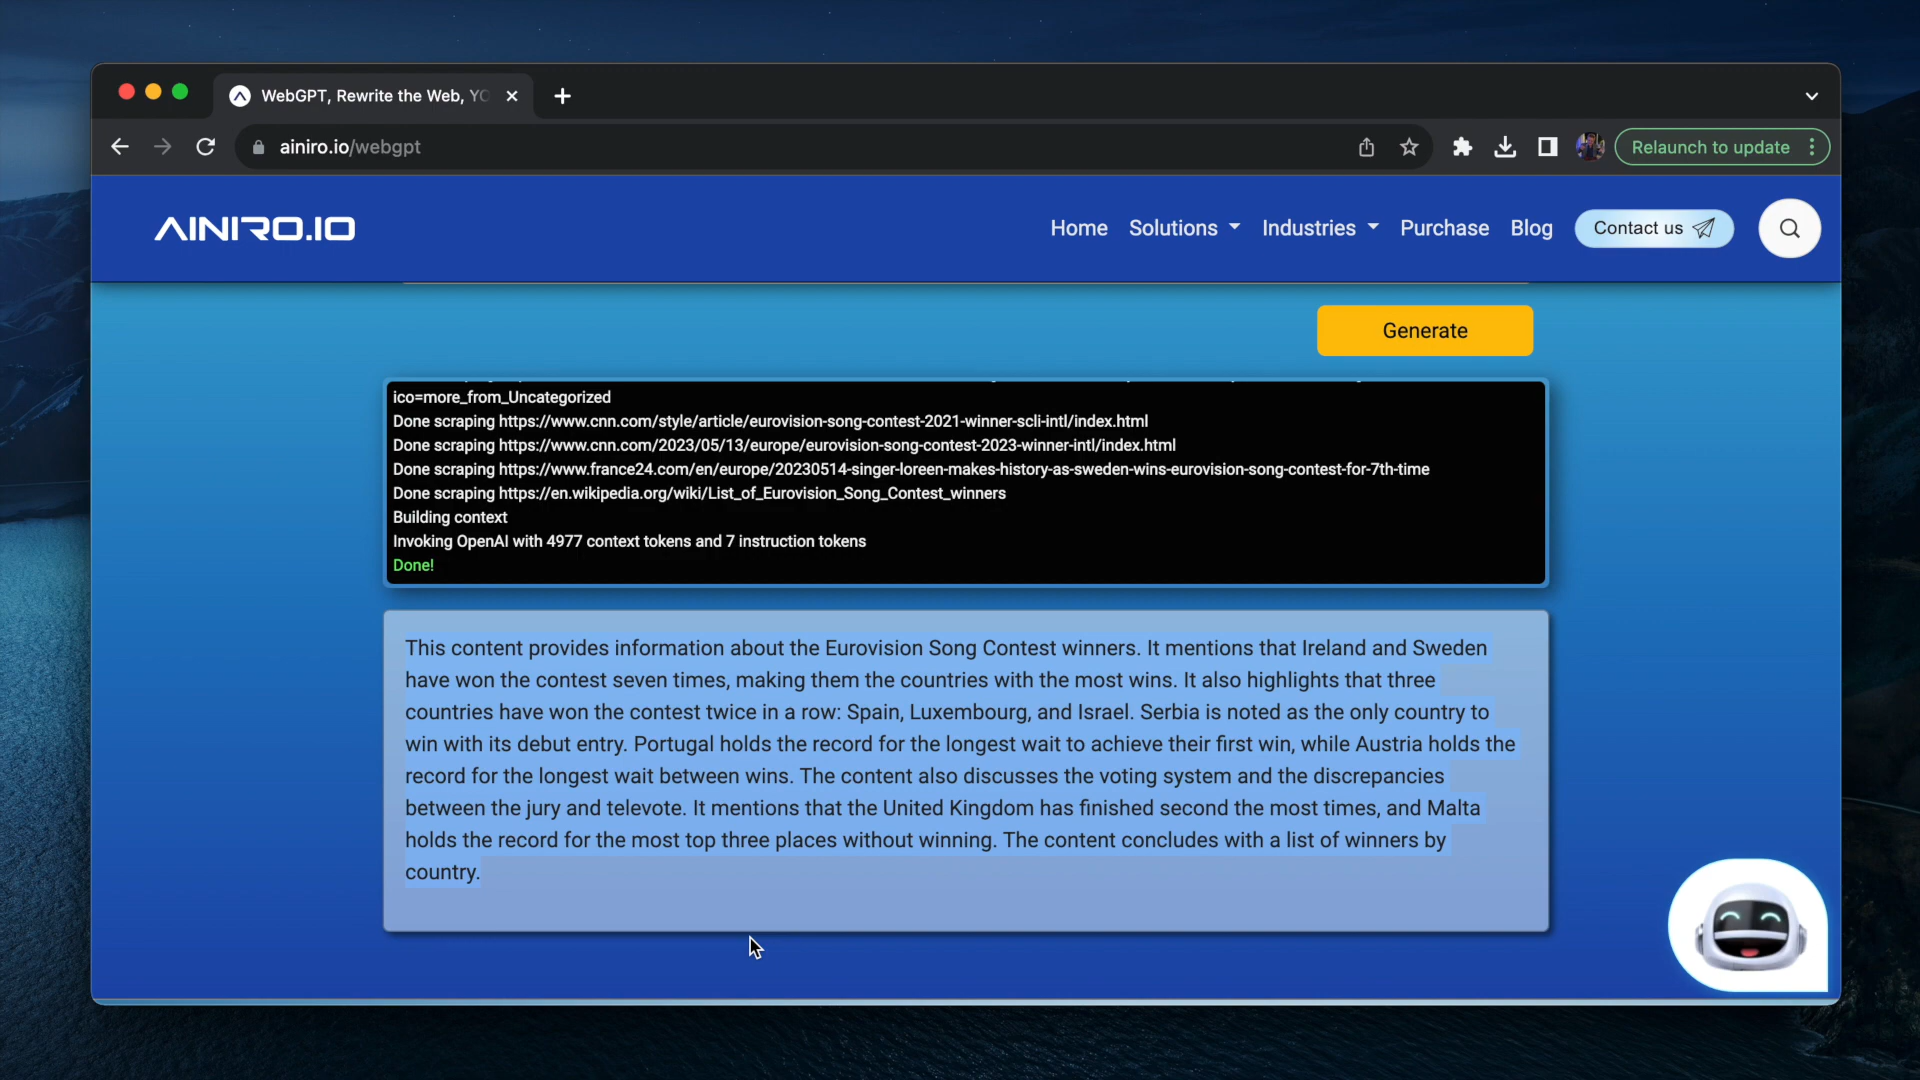 WebGPT, Rewrite the Web, YO
ainiro.io/webgpt
Relaunch to update
AINIRO.IO
Home Solutions Industries Purchase Blog Contact us
Generate
ico=more_from_Uncategorized
Done scraping https://www.cnn.com/style/article/eurovision-song-contest-2021-winner-scli-intl/index.html
Done scraping https://www.cnn.com/2023/05/13/europe/eurovision-song-contest-2023-winner-intl/index.html
Done scraping https://www.france24.com/en/europe/20230514-singer-loreen-makes-history-as-sweden-wins-eurovision-song-contest-for-7th-time
Done scraping https://en.wikipedia.org/wiki/List_of_Eurovision_Song_Contest_winners
Building context
Invoking OpenAI with 4977 context tokens and 7 instruction tokens
Done!
This content provides information about the Eurovision Song Contest winners. It mentions that Ireland and Sweden
have won the contest seven times, making them the countries with the most wins. It also highlights that three
countries have won the contest twice in a row: Spain, Luxembourg, and Israel. Serbia is noted as the only country to
win with its debut entry. Portugal holds the record for the longest wait to achieve their first win, while Austria holds the
record for the longest wait between wins. The content also discusses the voting system and the discrepancies
between the jury and televote. It mentions that the United Kingdom has finished second the most times, and Malta
holds the record for the most top three places without winning. The content concludes with a list of winners by
country.